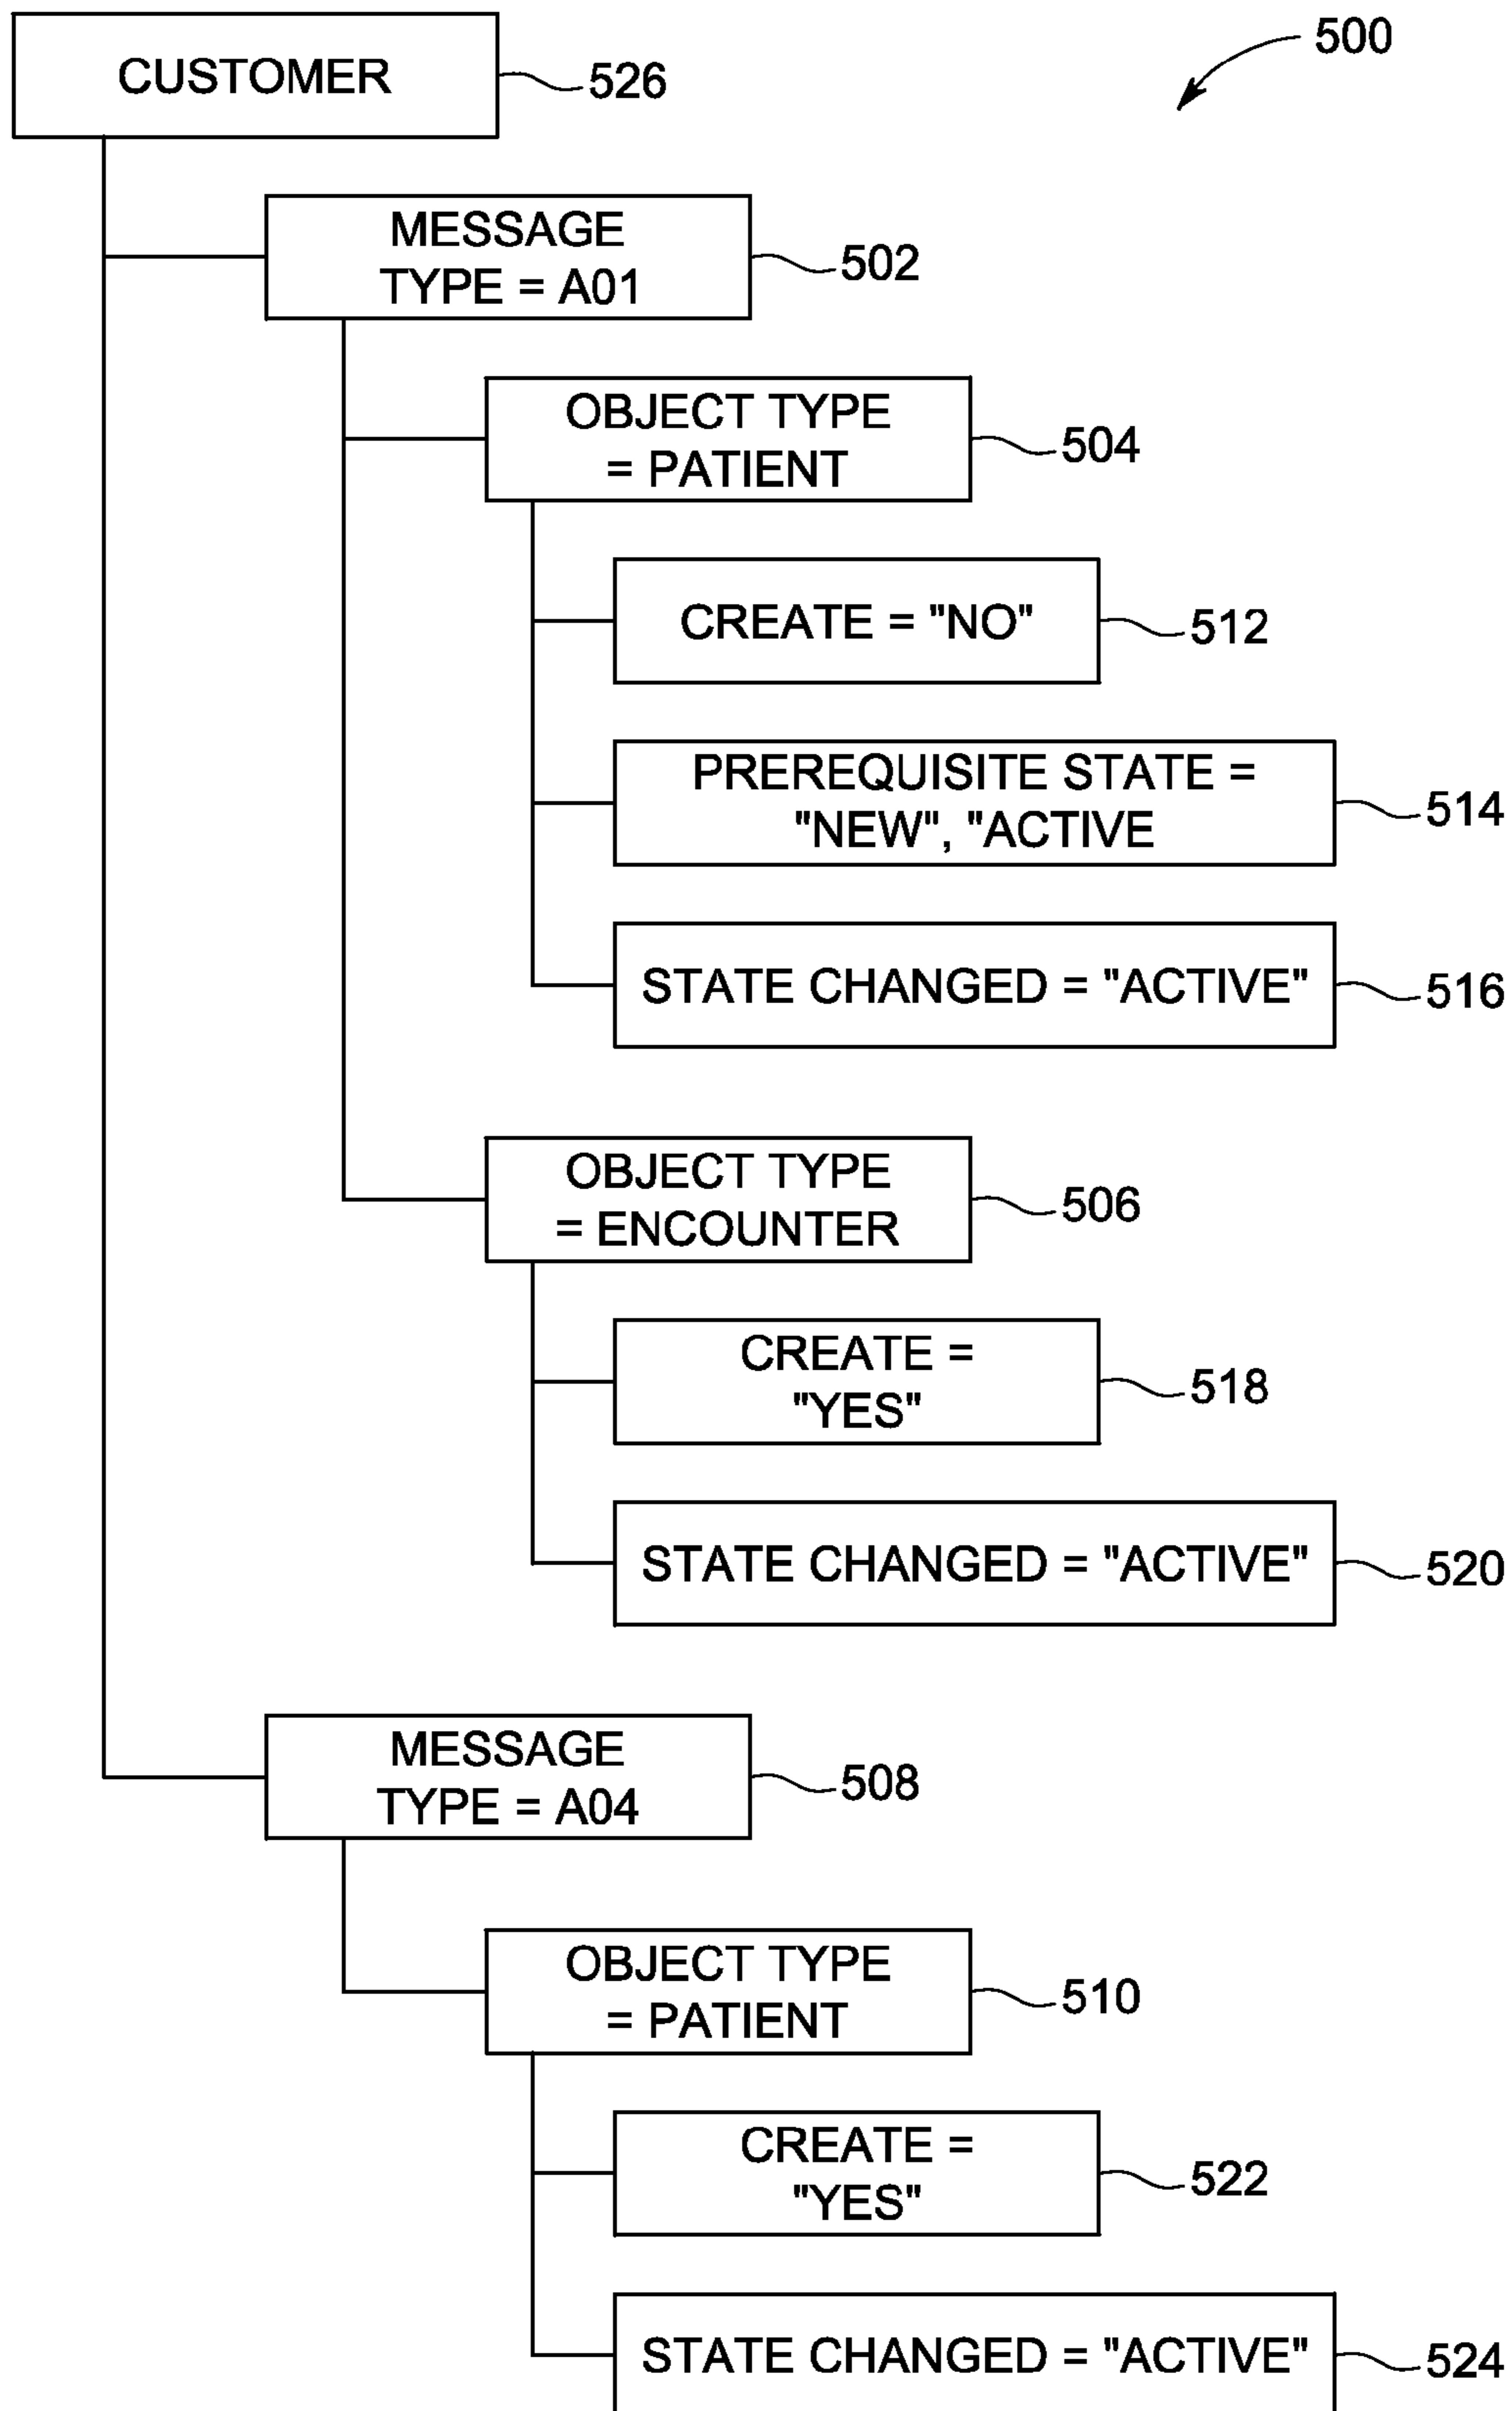 500
CUSTOMER
526
MESSAGE
TYPE = A01
502
OBJECT TYPE
= PATIENT
504
CREATE = "NO"
512
PREREQUISITE STATE =
"NEW", "ACTIVE
514
STATE CHANGED = "ACTIVE"
516
OBJECT TYPE
= ENCOUNTER
506
CREATE =
"YES"
518
STATE CHANGED = "ACTIVE"
520
MESSAGE
TYPE = A04
508
OBJECT TYPE
= PATIENT
510
CREATE =
"YES"
522
STATE CHANGED = "ACTIVE"
524